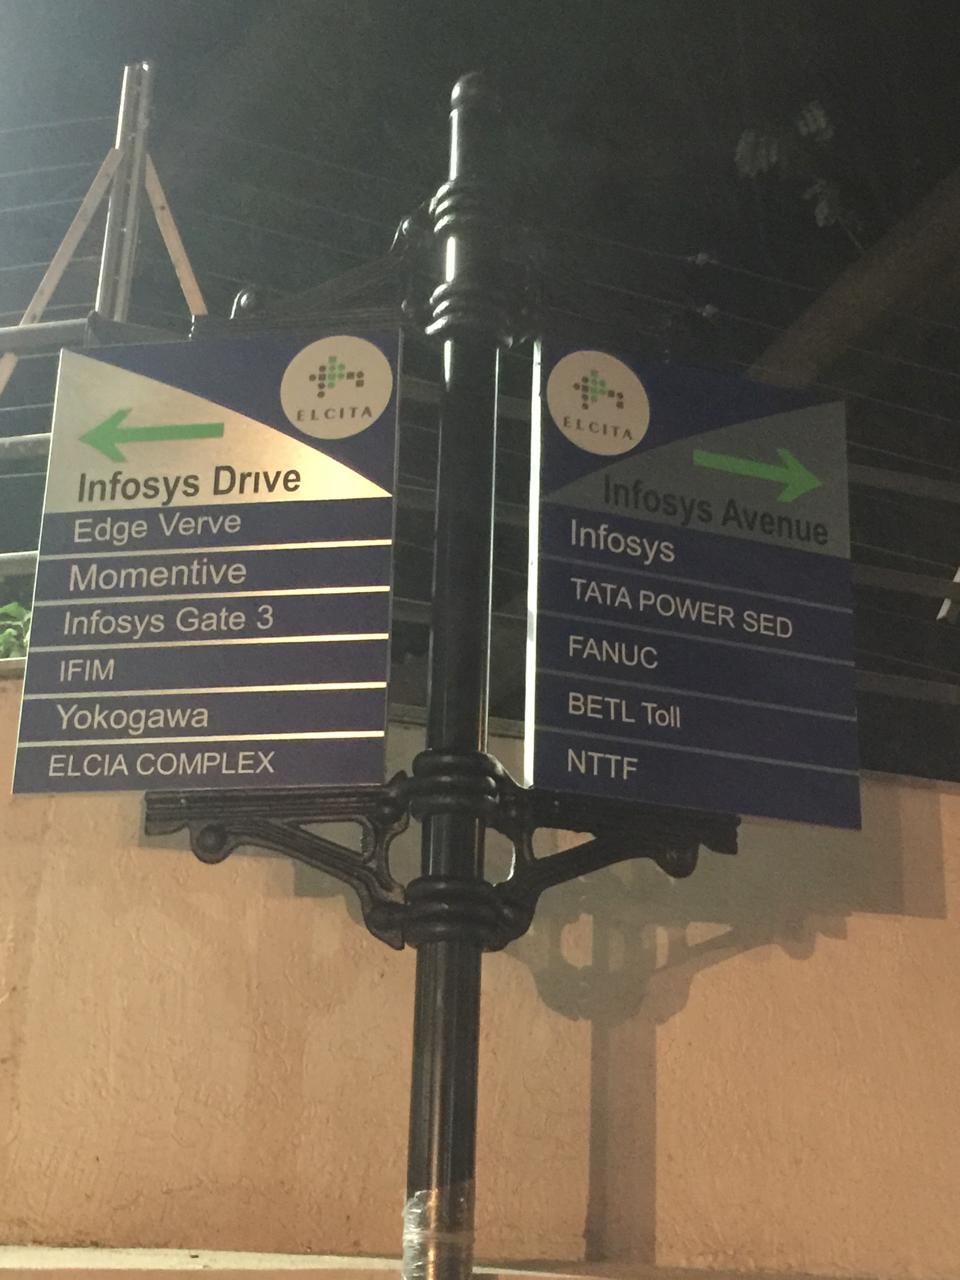 ELCITA
Infosys Drive
Edge Verve
Momentive
Infosys Gate 3
IFIM
Yokogawa
ELCIA COMPLEX
ELCITA
Infosys Avenue
Infosys
TATA POWER SED
FANUC
BETL Toll
NTTF